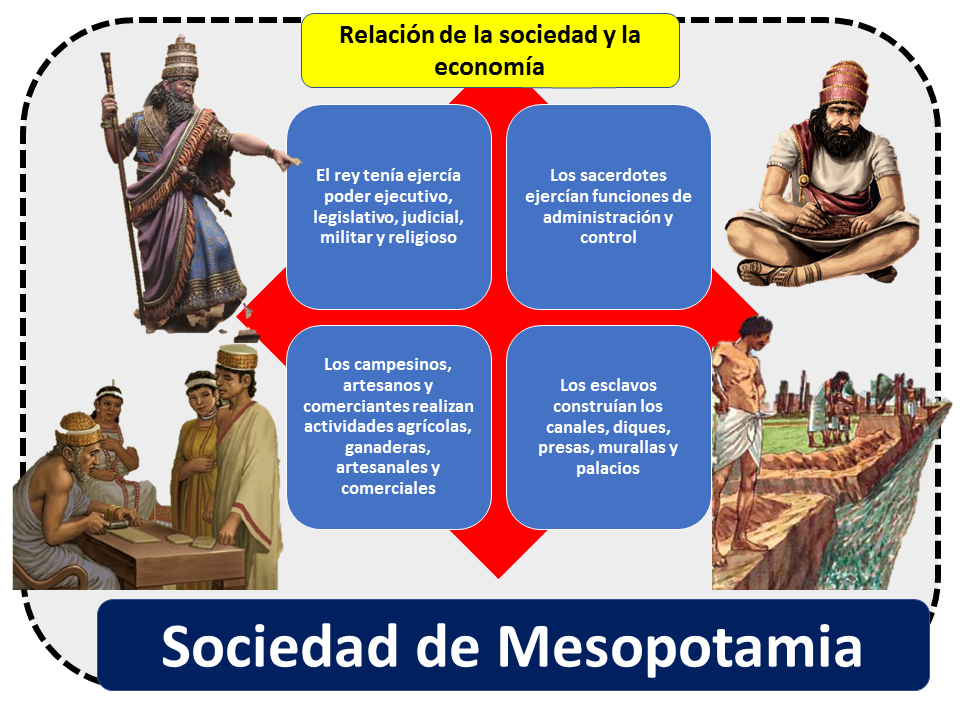 Relación de la sociedad y la
economía
El rey tenía ejercía
poder ejecutivo,
legislativo, judicial,
militar y religioso
Los sacerdotes
ejercían funciones de
administración y
control
Los campesinos,
artesanos y
comerciantes realizan
actividades agrícolas,
ganaderas,
artesanales y
comerciales
Los esclavos
construían los
canales, diques,
presas, murallas y
palacios
Sociedad de Mesopotamia